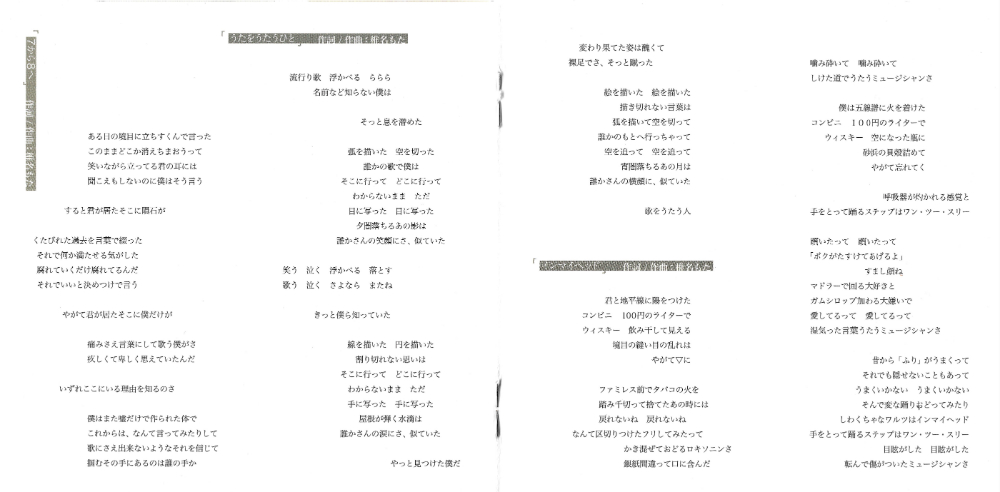 「7から8へ」 作詞/作曲:椎名もた
ある日の境目に立ちすくんで言った
このままどこか消えちまおうって
笑いながら立ってる君の耳には
聞こえもしないのに僕はそう言う
すると君が居たそこに隕石が
くたびれた過去を言葉で綴った
それで何か満たせる気がした
腐れていくだけ腐れてるんだ
それでいいと決めつけて言う
やがて君が居たそこに僕だけが
痛みさえ言葉にして歌う僕がさ
疚しくて卑しく思えていたんだ
いずれここにいる理由を知るのさ
僕はまた嘘だけで作られた体で
これからは、なんて言ってみたりして
歌にさえ出来ないようなそれを信じて
掴むその手にあるのは誰の手か
「うたをうたうひと」 作詞/作曲:椎名もた
流行り歌 浮かべる ららら
名前など知らない僕は
そっと息を潜めた
弧を描いた 空を切った
誰かの歌で僕は
そこに行って どこに行って
わからないまま ただ
目に写った 目に写った
夕闇落ちるあの影は
誰かさんの笑顔にさ、似ていた
笑う 泣く 浮かべる 落とす
歌う 泣く さよなら またね
きっと僕ら知っていた
線を描いた 円を描いた
割り切れない思いは
そこに行って どこに行って
わからないまま ただ
手に写った 手に写った
屋根が弾く水滴は
誰かさんの涙にさ、似ていた
やっと見つけた僕だ
変わり果てた姿は醜くて
裸足でさ、そっと蹴った
絵を描いた 絵を描いた
描き切れない言葉は
弧を描いて空を切って
誰かのもとへ行っちゃって
空を迫って 空を迫って
宵闇落ちるあの月は
誰かさんの横顔に、似ていた
歌をうたう人
作詞/作曲:椎名もた
君と地平線に陽をつけた
コンビニ 100円のライターで
ウィスキー 飲み干して見える
境目の縫い目の乱れは
やがて▽に
ファミレス前でタバコの火を
踏み千切って捨てたあの時には
戻れないね 戻れないね
なんて区切りつけたフリしてみたって
かき混ぜておどるロキソニンさ
銀紙間違って口に含んだ
噛み砕いて 噛み砕いて
しけた道でうたうミュージシャンさ
僕は五線譜に火を着けた
コンビニ 100円のライターで
ウィスキー 空になった瓶に
砂浜の貝殻詰めて
やがて忘れてく
呼吸器が灼かれる感覚と
手をとって踊るステップはワン・ツー・スリー
躓いたって 躓いたって
「ボクがたすけてあげるよ」
すまし顔ね
マドラーで回る大好きと
ガムシロップ加わる大嫌いで
愛してるって 愛してるって
湿気った言葉うたうミュージシャンさ
昔から「ふり」がうまくって
それでも隠せないこともあって
うまくいかない うまくいかない
そんで変な踊りおどってみたり
しわくちゃなワルツはインマイヘッド
手をとって踊るステップはワン・ツー・スリー
目眩がした 目眩がした
転んで傷がついたミュージシャンさ